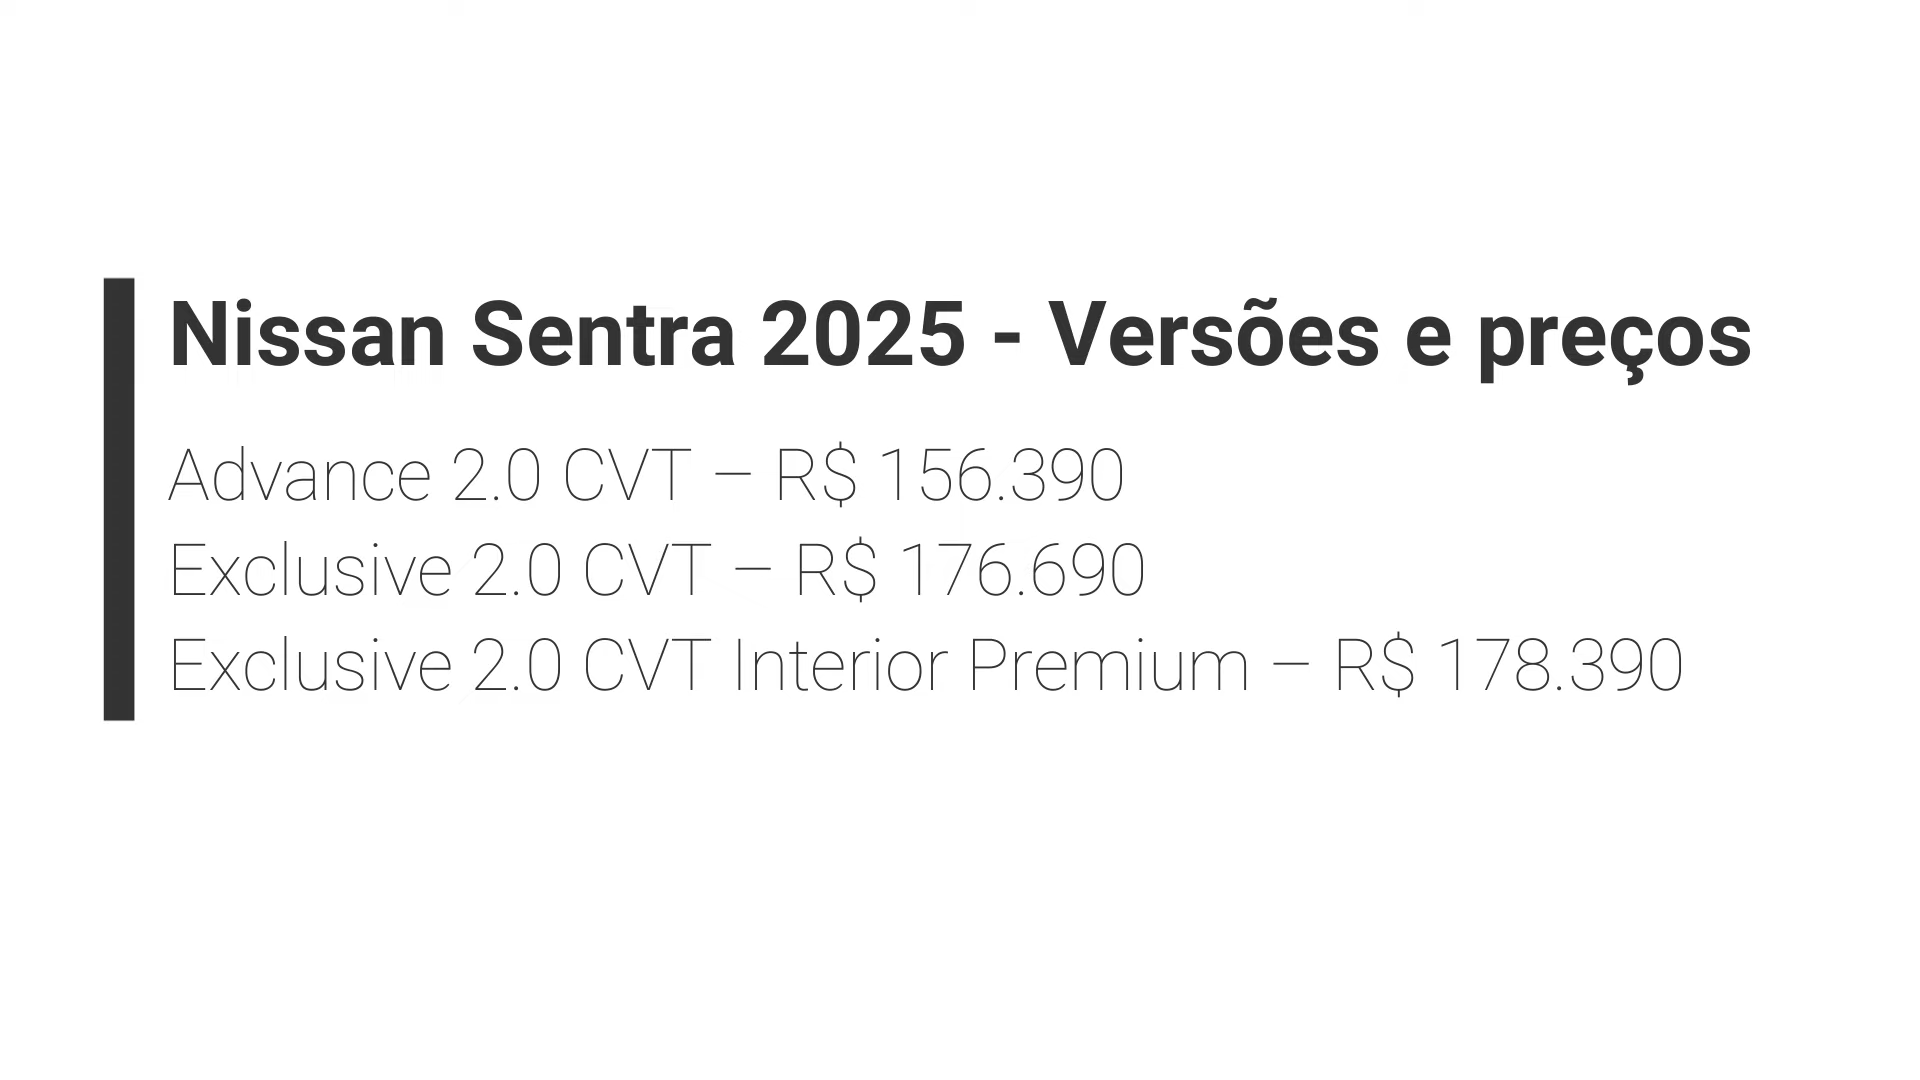 Nissan Sentra 2025 - Versões e preços
Advance 2.0 CVT – R$ 156.390
Exclusive 2.0 CVT – R$ 176.690
Exclusive 2.0 CVT Interior Premium – R$ 178.390